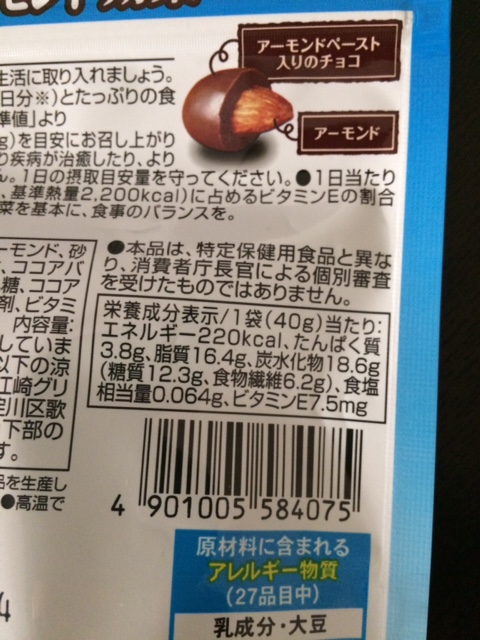 アーモンドペースト
入りのチョコ
アーモンド
生活に取り入れましょう。
日分※)とたっぷりの食
準値」より
g)を目安にお召し上がり
り疾病が治癒したり、より
ん。1日の摂取目安量を守ってください。●1日当たり
、基準熱量2,200kcal)に占めるビタミンEの割合
菜を基本に、食事のバランスを。
ーモンド、砂
、ココアバ
糖、ココア
剤、ビタミ
内容量:
していま
以下の涼
江崎グリ
淀川区歌
下部の
す。
品を生産し
●高温で
●本品は、特定保健用食品と異な
り、消費者庁長官による個別審査
を受けたものではありません。
栄養成分表示/1袋(40g)当たり:
エネルギー220kcal、たんぱく質
3.8g、脂質16.4g、炭水化物18.6g
(糖質12.3g、食物繊維6.2g)、食塩
相当量0.064g、ビタミンE7.5mg
4 901005 584075
原材料に含まれる
アレルギー物質
(27品目中)
乳成分・大豆